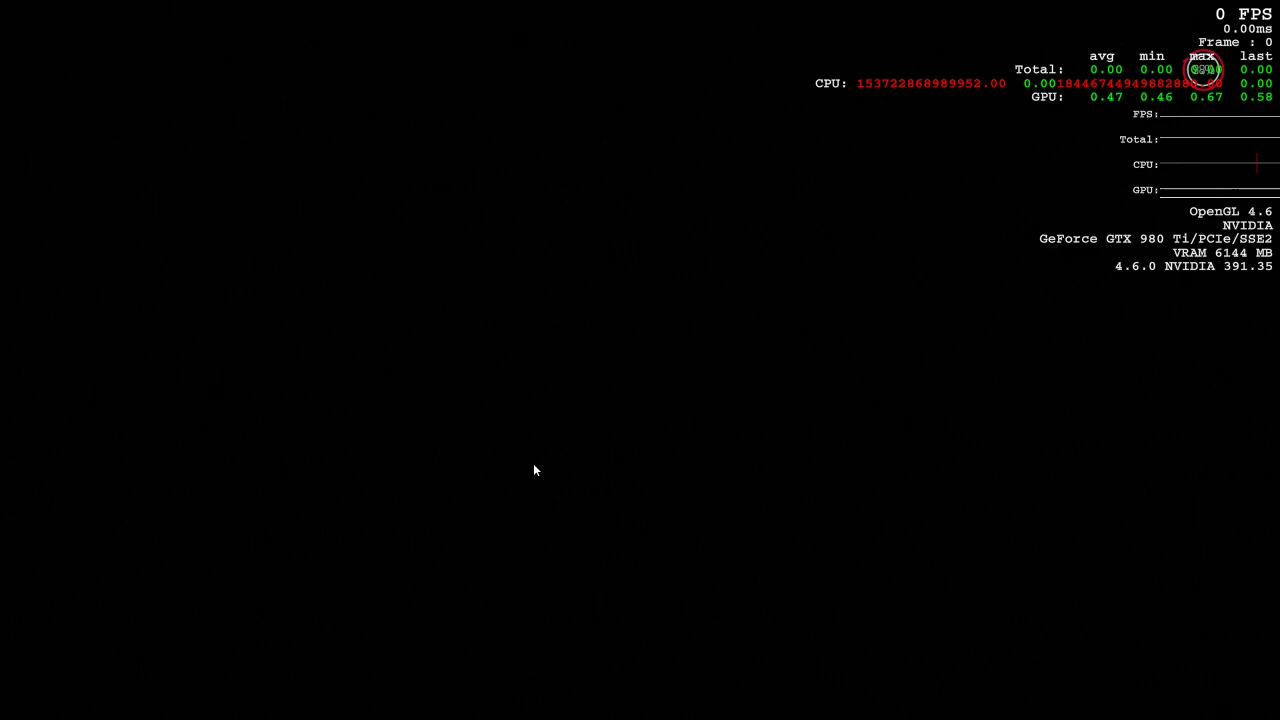 0 FPS
0.00ms
Frame : 0
avg min max last
Total: 0.00 0.00 0.00
CPU: 153722868989952.00 0.00 0.00
GPU: 0.47 0.46 0.67 0.58
FPS:
Total:
CPU:
GPU:
OpenGL 4.6
NVIDIA
GeForce GTX 980 Ti/PCIe/SSE2
VRAM 6144 MB
4.6.0 NVIDIA 391.35